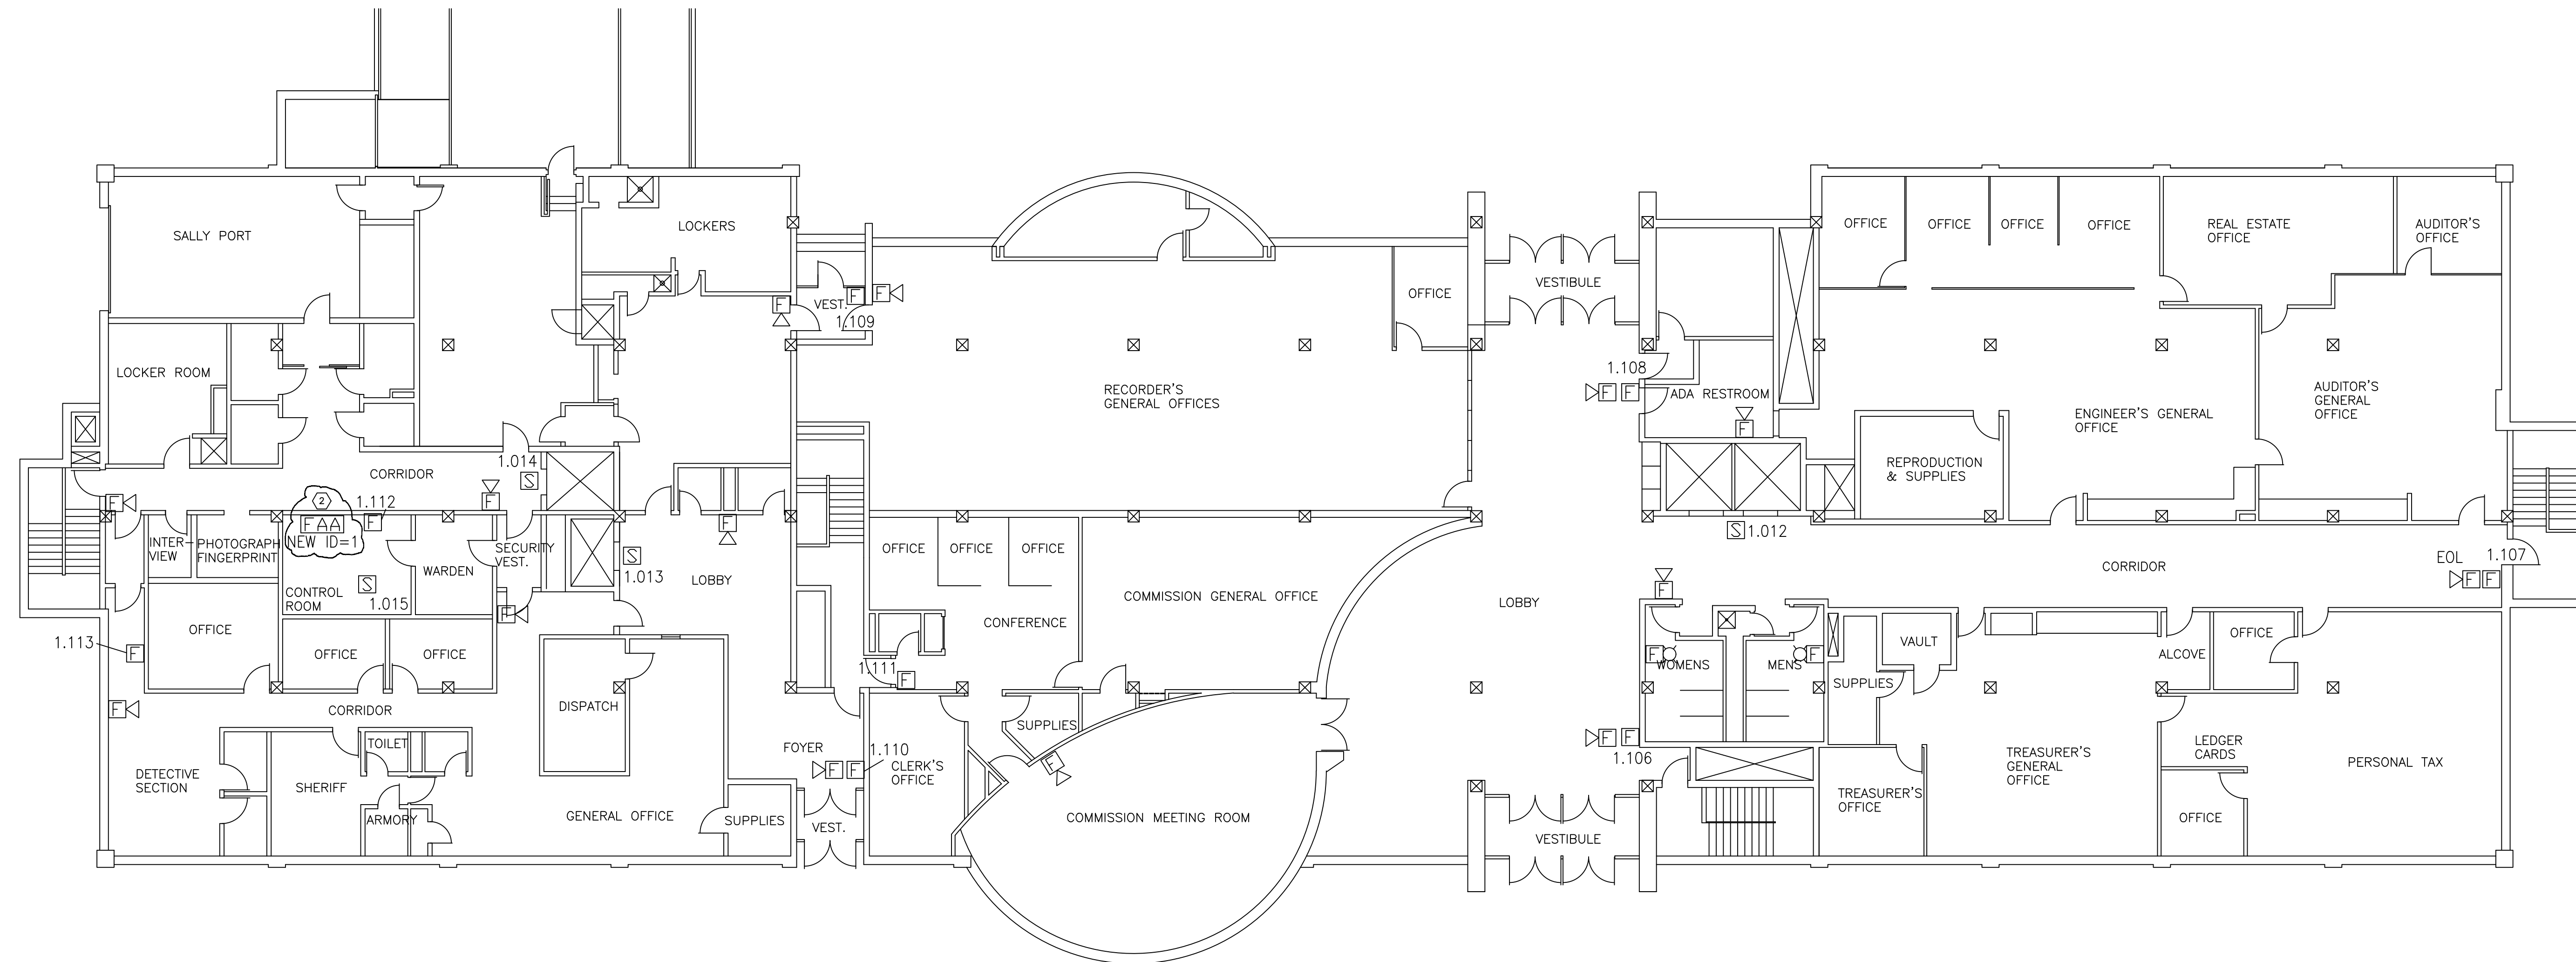 SALLY PORT
LOCKERS
OFFICE
OFFICE
OFFICE
OFFICE
REAL ESTATE
OFFICE
AUDITOR'S
OFFICE
VEST.
F
F
F
1.109
OFFICE
VESTIBULE
LOCKER ROOM
RECORDER'S
GENERAL OFFICES
1.108
F
F
ADA RESTROOM
F
ENGINEER'S GENERAL
OFFICE
AUDITOR'S
GENERAL
OFFICE
CORRIDOR
1.014
S
F
REPRODUCTION
& SUPPLIES
F
2
FAA
NEW ID=1
1.112
F
INTER-
VIEW
PHOTOGRAPH
FINGERPRINT
CONTROL
ROOM
S
1.015
WARDEN
SECURITY
VEST.
F
S
1.013
F
LOBBY
OFFICE
OFFICE
OFFICE
CONFERENCE
COMMISSION GENERAL OFFICE
LOBBY
S
1.012
F
CORRIDOR
EOL
1.107
F
F
OFFICE
1.113
F
OFFICE
OFFICE
1.111
F
F
WOMENS
MENS
F
SUPPLIES
VAULT
ALCOVE
OFFICE
F
CORRIDOR
DISPATCH
SUPPLIES
TOILET
FOYER
F
F
1.110
CLERK'S
OFFICE
F
F
F
1.106
DETECTIVE
SECTION
SHERIFF
ARMORY
GENERAL OFFICE
SUPPLIES
VEST.
COMMISSION MEETING ROOM
VESTIBULE
TREASURER'S
OFFICE
TREASURER'S
GENERAL
OFFICE
LEDGER
CARDS
OFFICE
PERSONAL TAX